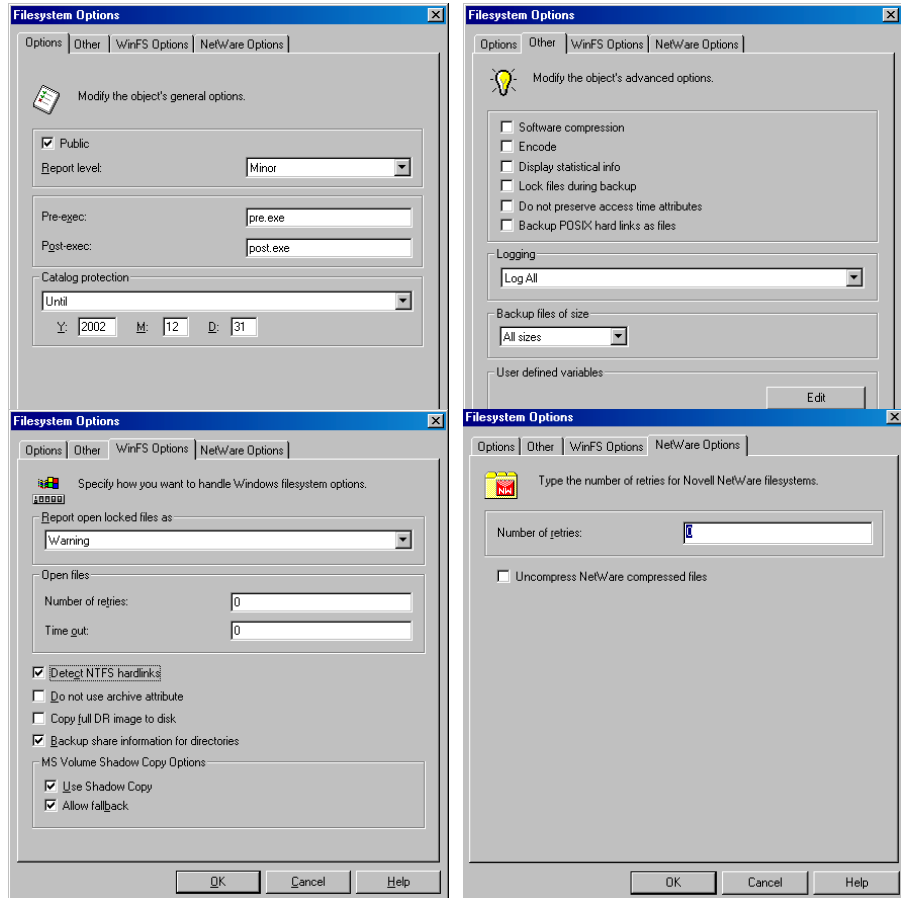 Filesystem Options
Options Other WinFS Options NetWare Options
Modify the object's general options.
Public
Report level: Minor
Pre-exec: pre.exe
Post-exec: post.exe
Catalog protection
Until
Y: 2002 M: 12 D: 31
Filesystem Options
Options Other WinFS Options NetWare Options
Modify the object's advanced options.
Software compression
Encode
Display statistical info
Lock files during backup
Do not preserve access time attributes
Backup POSIX hard links as files
Logging
Log All
Backup files of size
All sizes
User defined variables
Edit
Filesystem Options
Options Other WinFS Options NetWare Options
Specify how you want to handle Windows filesystem options.
Report open locked files as
Warning
Open files
Number of retries: 0
Time out: 0
Detect NTFS hardlinks
Do not use archive attribute
Copy full DR image to disk
Backup share information for directories
MS Volume Shadow Copy Options
Use Shadow Copy
Allow fallback
OK Cancel Help
Filesystem Options
Options Other WinFS Options NetWare Options
NW
Type the number of retries for Novell NetWare filesystems.
Number of retries: 0
Uncompress NetWare compressed files
OK Cancel Help